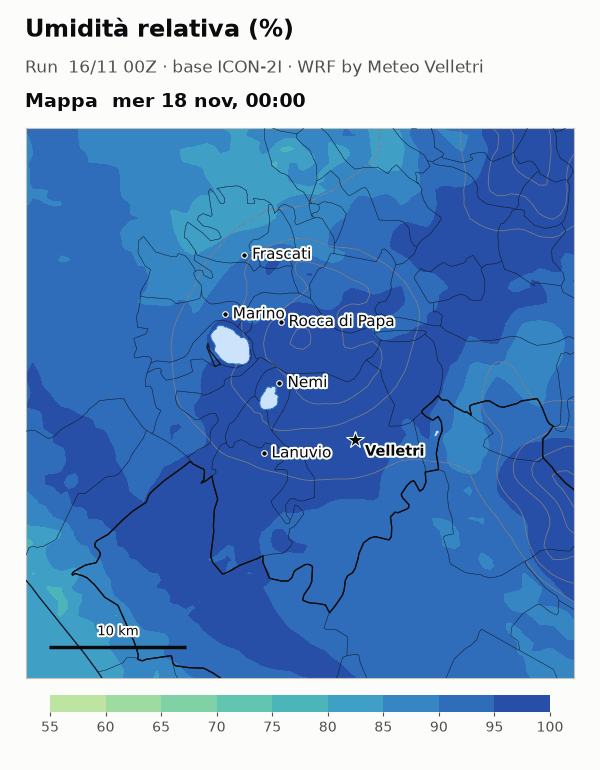 Umidità relativa (%)
Run  16/11 00Z · base ICON-2I · WRF by Meteo Velletri
Mappa  mer 18 nov, 00:00
Frascati
Marino
Rocca di Papa
Nemi
Velletri
Lanuvio
10 km
55 60 65 70 75 80 85 90 95 100